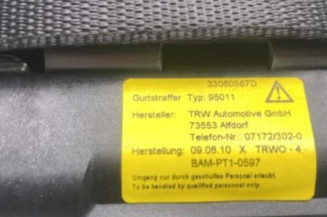 33060587D
Gurtstraffer Typ: 95011
Hersteller: TRW Automotive GmbH
73553 Alfdorf
Telefon-Nr.: 07172/302-0
Herstellung: 09.06.10 X TRWO - 4
BAM-PT1-0597
Umgang nur durch geschultes Personal erlaubt.
To be handled by qualified personnel only.